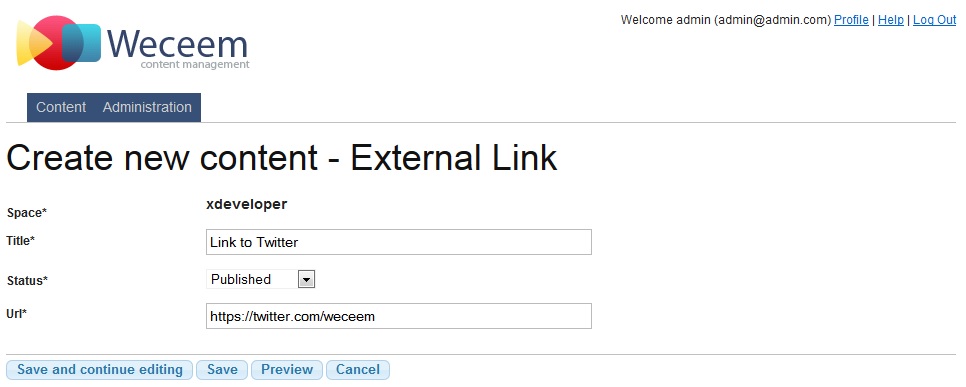 Welcome admin (admin@admin.com) Profile | Help | Log Out
Weceem
content management
Content Administration
Create new content - External Link
Space* xdeveloper
Title* Link to Twitter
Status* Published
Url* https://twitter.com/weceem
Save and continue editing Save Preview Cancel